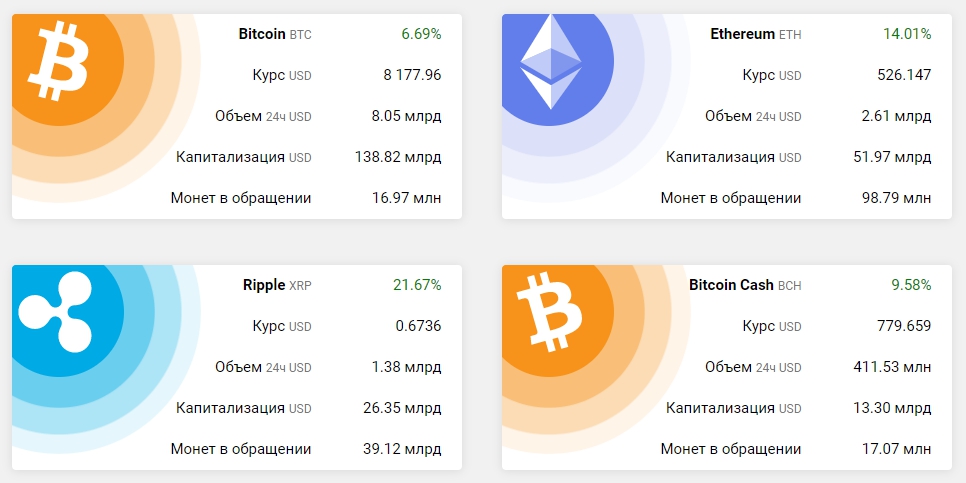 Bitcoin BTC 6.69%
Курс USD 8 177.96
Объем 24ч USD 8.05 млрд
Капитализация USD 138.82 млрд
Монет в обращении 16.97 млн
Ethereum ETH 14.01%
Курс USD 526.147
Объем 24ч USD 2.61 млрд
Капитализация USD 51.97 млрд
Монет в обращении 98.79 млн
Ripple XRP 21.67%
Курс USD 0.6736
Объем 24ч USD 1.38 млрд
Капитализация USD 26.35 млрд
Монет в обращении 39.12 млрд
Bitcoin Cash BCH 9.58%
Курс USD 779.659
Объем 24ч USD 411.53 млн
Капитализация USD 13.30 млрд
Монет в обращении 17.07 млн